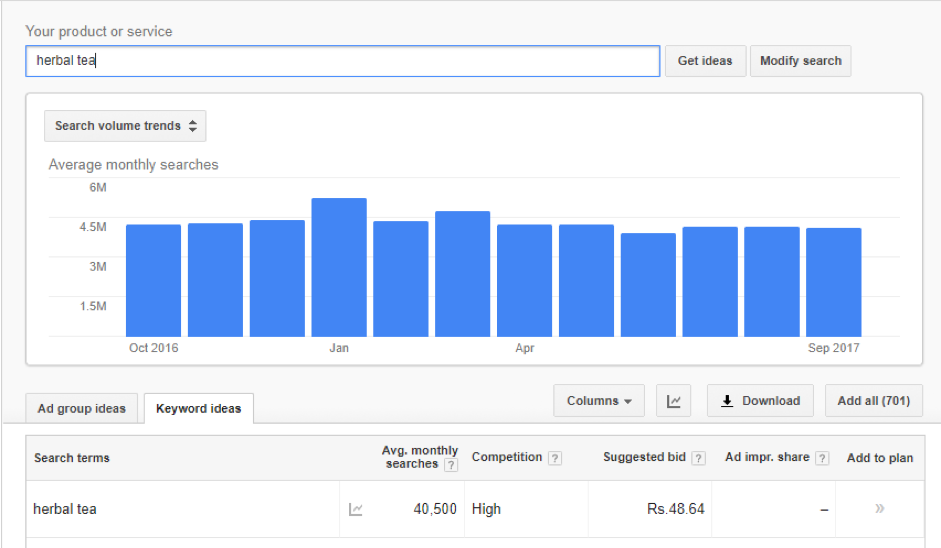 Your product or service
herbal tea
Get ideas
Modify search
Search volume trends
Average monthly searches
6M
4.5M
3M
1.5M
Oct 2016
Jan
Apr
Sep 2017
Ad group ideas
Keyword ideas
Columns
Download
Add all (701)
Search terms
Avg. monthly
searches ?
Competition ?
Suggested bid ?
Ad impr. share ?
Add to plan
herbal tea
40,500
High
Rs.48.64
–
»